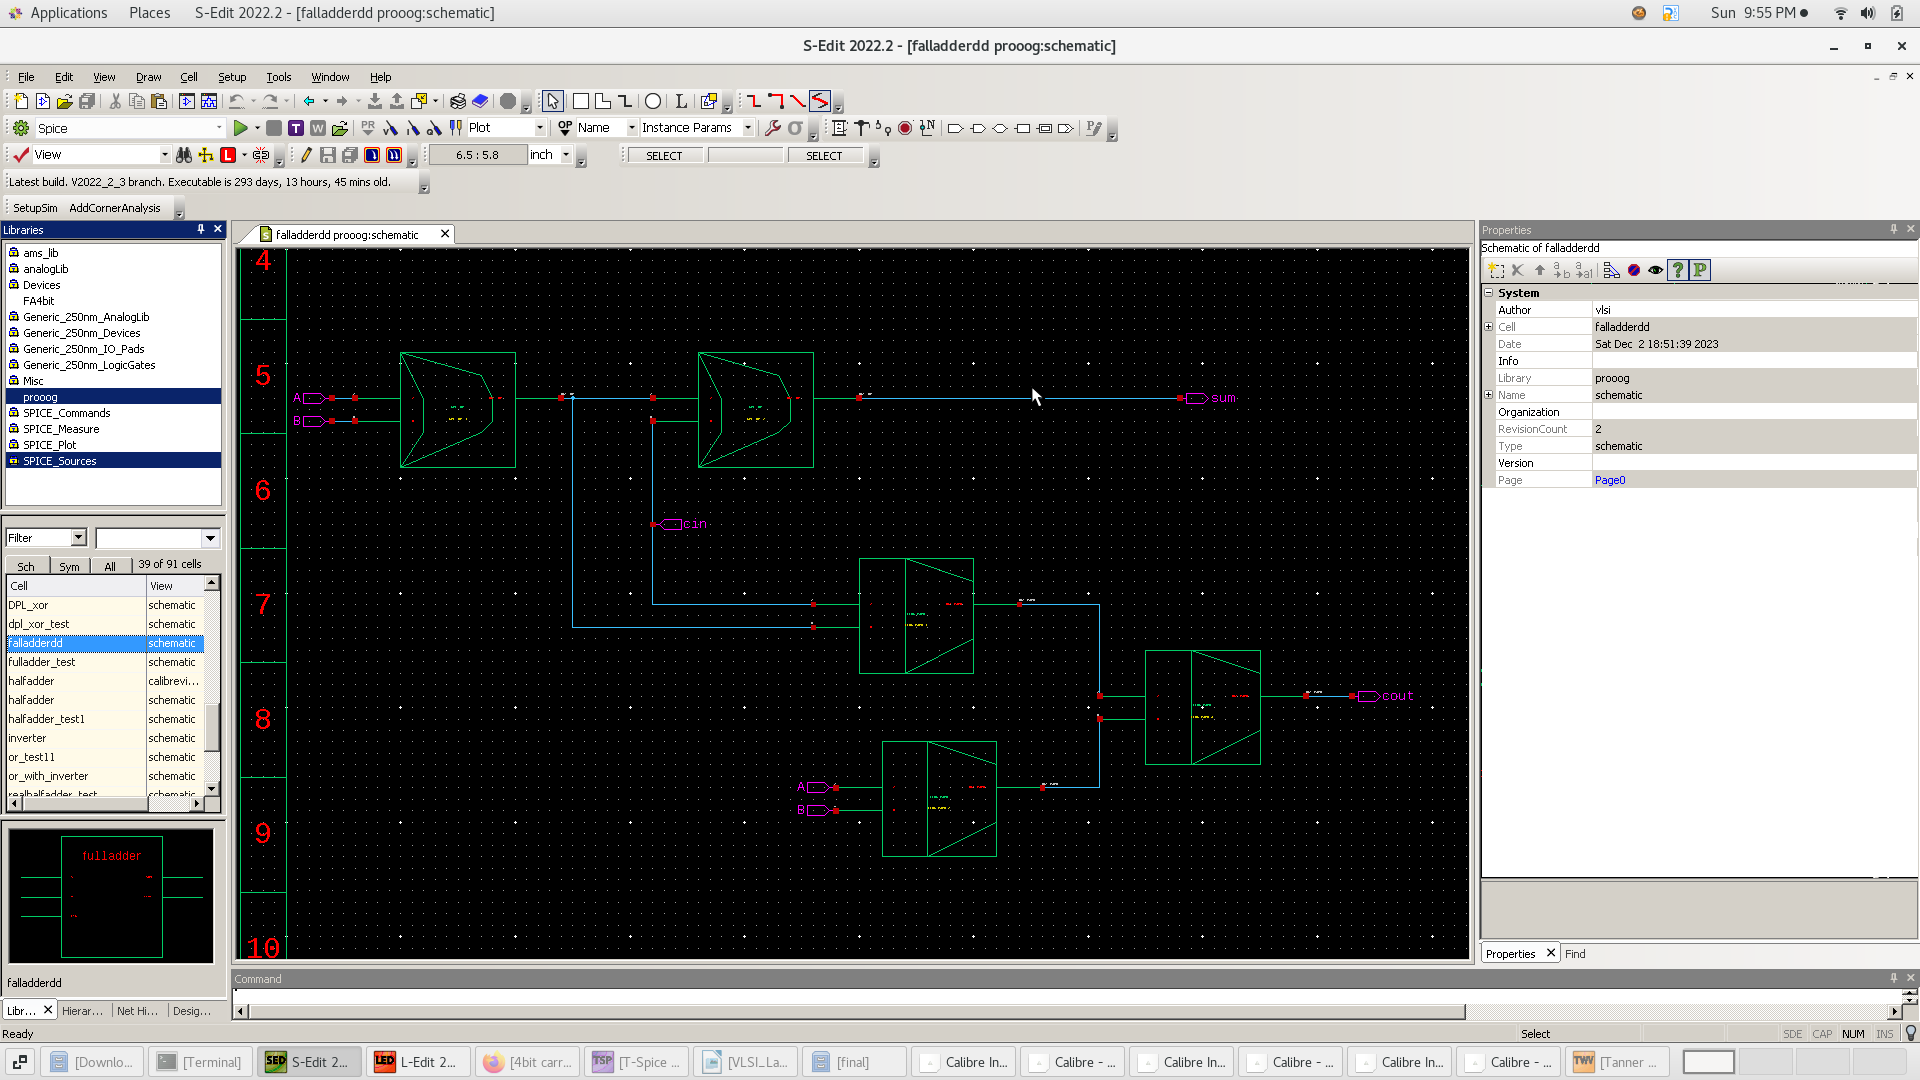 Applications Places S-Edit 2022.2 - [falladderdd prooog:schematic] Sun 9:55 PM
S-Edit 2022.2 - [falladderdd prooog:schematic]
File Edit View Draw Cell Setup Tools Window Help
Spice T W PR Plot OP Name Instance Params
View L 6.5 : 5.8 inch SELECT SELECT
Latest build. V2022_2_3 branch. Executable is 293 days, 13 hours, 45 mins old.
SetupSim AddCornerAnalysis
Libraries
ams_lib
analogLib
Devices
FA4bit
Generic_250nm_AnalogLib
Generic_250nm_Devices
Generic_250nm_IO_Pads
Generic_250nm_LogicGates
Misc
prooog
SPICE_Commands
SPICE_Measure
SPICE_Plot
SPICE_Sources
Filter
Sch Sym All 39 of 91 cells
Cell View
DPL_xor schematic
dpl_xor_test schematic
falladderdd schematic
fulladder_test schematic
halfadder calibrevi...
halfadder schematic
halfadder_test1 schematic
inverter schematic
or_test11 schematic
or_with_inverter schematic
realhalfadder_test schematic
fulladder
falladderdd
Libr... Hierar... Net Hi... Desig...
falladderdd prooog:schematic
4
5
6
7
8
9
10
A
B
sum
cin
cout
A
B
Properties
Schematic of falladderdd
System
Author vlsi
Cell falladderdd
Date Sat Dec 2 18:51:39 2023
Info
Library prooog
Name schematic
Organization
RevisionCount 2
Type schematic
Version
Page Page0
Properties Find
Command
Ready Select SDE CAP NUM INS
[Downlo... [Terminal] SED S-Edit 2... LED L-Edit 2... [4bit carr... TSP [T-Spice ... [VLSI_La... [final] Calibre In... Calibre - ... Calibre In... Calibre - ... Calibre In... Calibre - ... TWV [Tanner ...